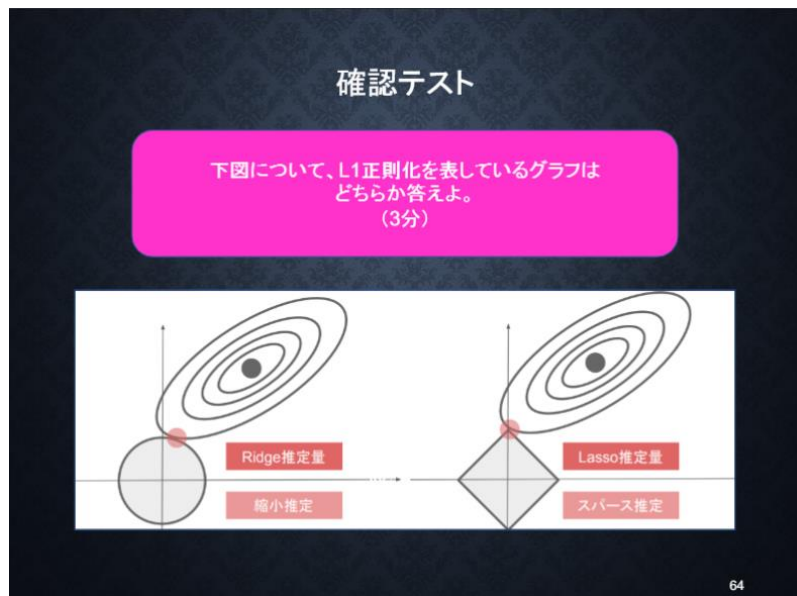 確認テスト
下図について、L1正則化を表しているグラフは
どちらか答えよ。
(3分)
Ridge推定量
縮小推定
Lasso推定量
スパース推定
64